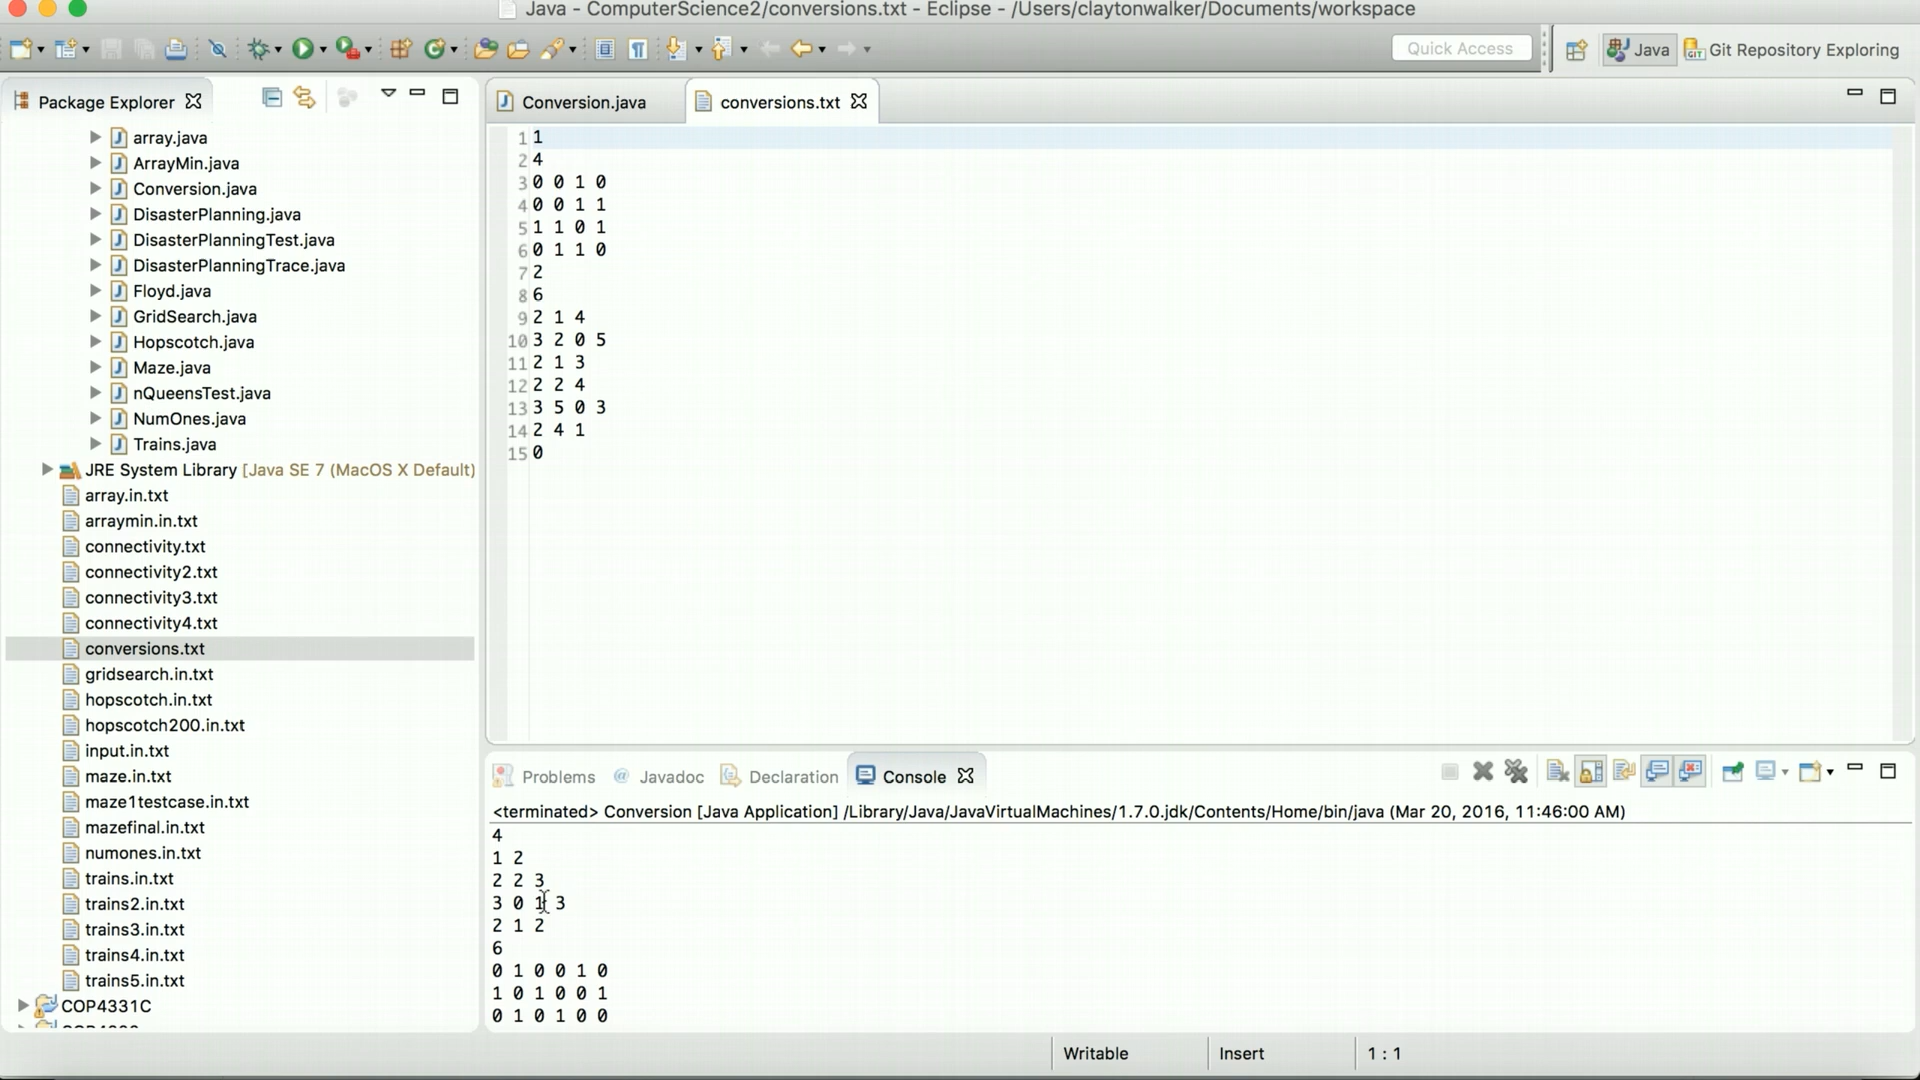 Java - ComputerScience2/conversions.txt - Eclipse - /Users/claytonwalker/Documents/workspace
Quick Access
Java
Git Repository Exploring
Package Explorer
array.java
ArrayMin.java
Conversion.java
DisasterPlanning.java
DisasterPlanningTest.java
DisasterPlanningTrace.java
Floyd.java
GridSearch.java
Hopscotch.java
Maze.java
nQueensTest.java
NumOnes.java
Trains.java
JRE System Library [Java SE 7 (MacOS X Default)
array.in.txt
arraymin.in.txt
connectivity.txt
connectivity2.txt
connectivity3.txt
connectivity4.txt
conversions.txt
gridsearch.in.txt
hopscotch.in.txt
hopscotch200.in.txt
input.in.txt
maze.in.txt
maze1testcase.in.txt
mazefinal.in.txt
numones.in.txt
trains.in.txt
trains2.in.txt
trains3.in.txt
trains4.in.txt
trains5.in.txt
COP4331C
Conversion.java
conversions.txt
1 1
2 4
3 0 0 1 0
4 0 0 1 1
5 1 1 0 1
6 0 1 1 0
7 2
8 6
9 2 1 4
10 3 2 0 5
11 2 1 3
12 2 2 4
13 3 5 0 3
14 2 4 1
15 0
Problems
@ Javadoc
Declaration
Console
<terminated> Conversion [Java Application] /Library/Java/JavaVirtualMachines/1.7.0.jdk/Contents/Home/bin/java (Mar 20, 2016, 11:46:00 AM)
4
1 2
2 2 3
3 0 1 3
2 1 2
6
0 1 0 0 1 0
1 0 1 0 0 1
0 1 0 1 0 0
Writable
Insert
1 : 1